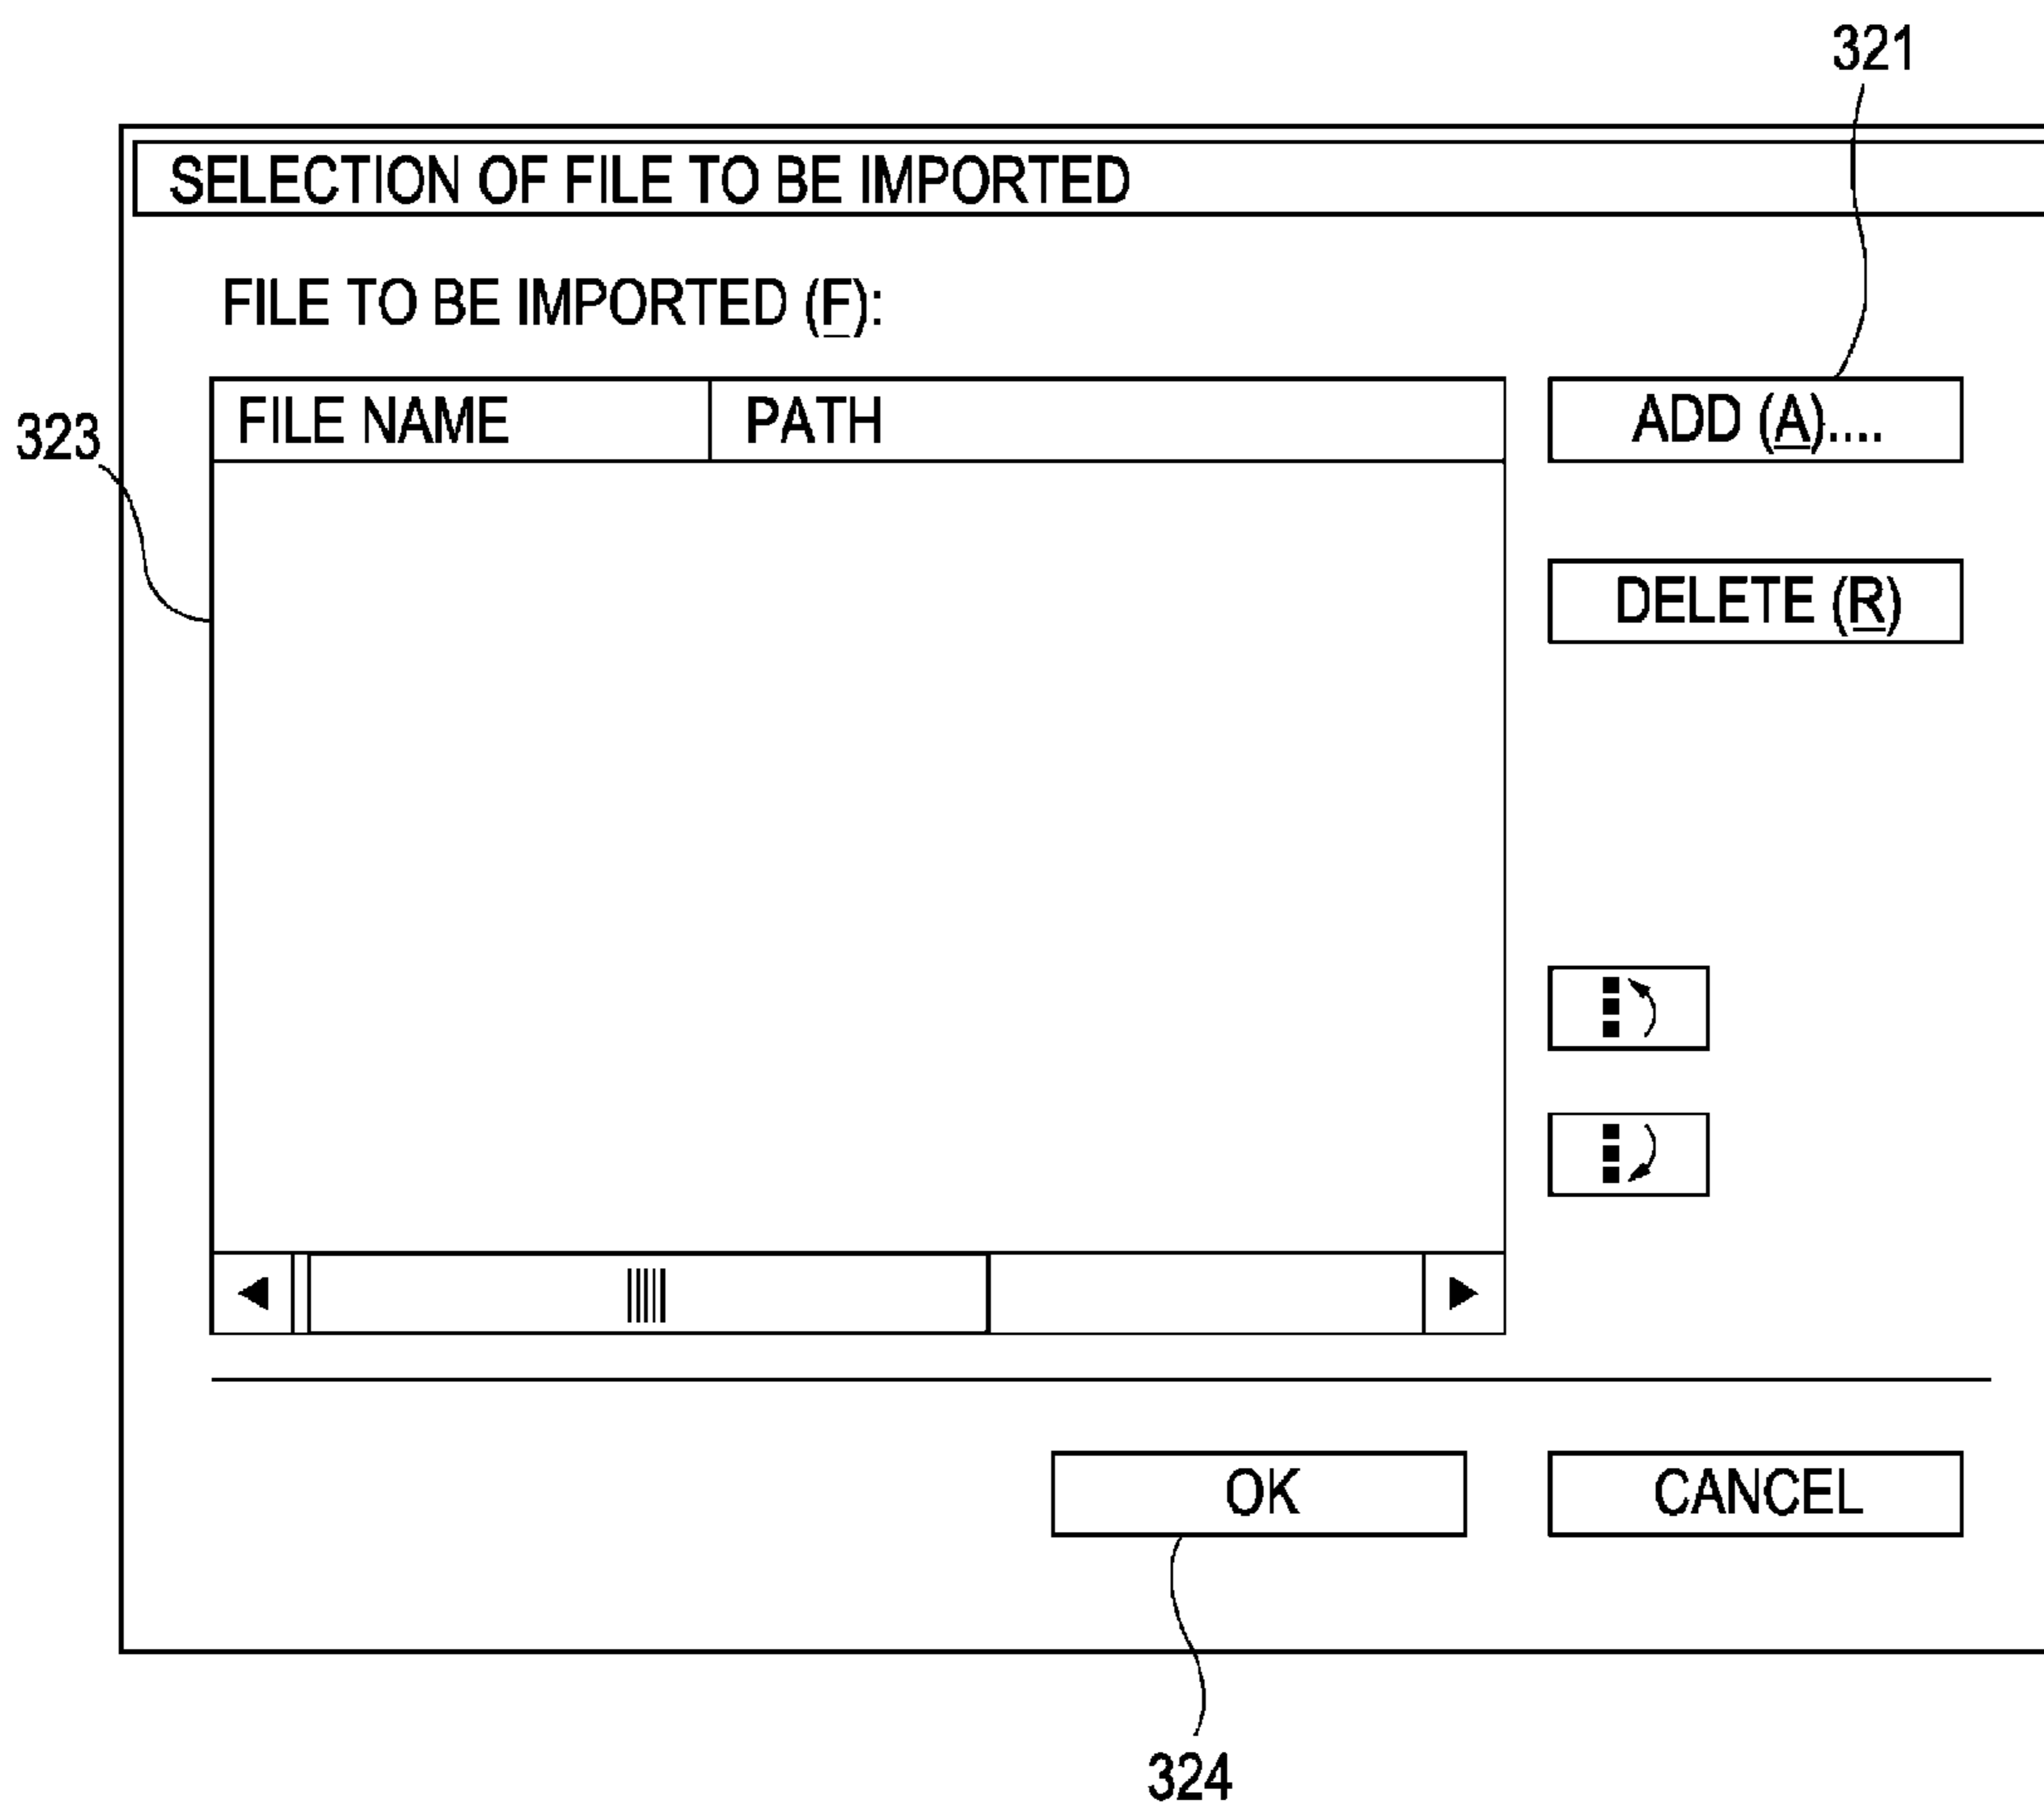 321
SELECTION OF FILE TO BE IMPORTED
FILE TO BE IMPORTED (F):
323
FILE NAME
PATH
ADD (A)....
DELETE (R)
OK
CANCEL
324